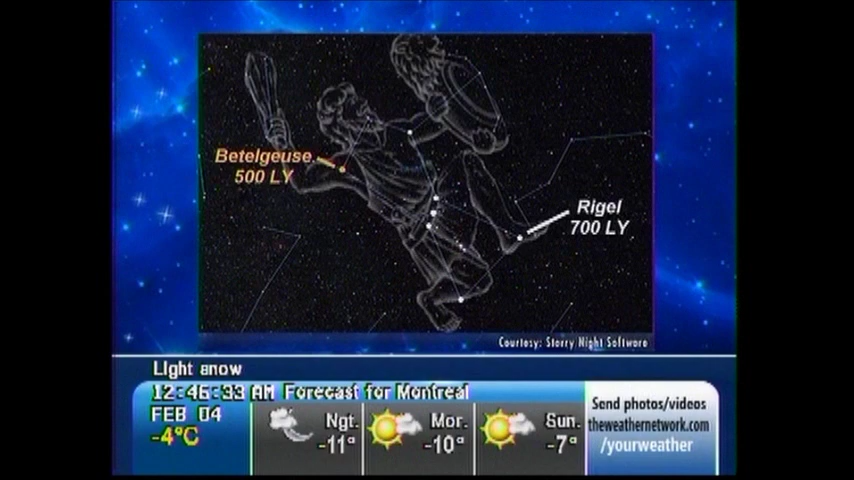 Betelgeuse
500 LY
Rigel
700 LY
Courtesy: Starry Night Software
Light snow
12:46:33 AM Forecast for Montreal
FEB 04
-4°C
Ngt.
-11°
Mor.
-10°
Sun.
-7°
Send photos/videos
theweathernetwork.com
/yourweather